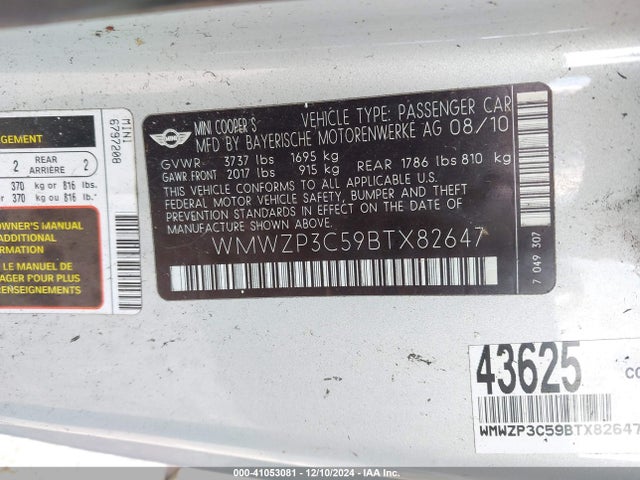 MINI
MINI COOPER S
VEHICLE TYPE: PASSENGER CAR
MFD BY BAYERISCHE MOTORENWERKE AG 08/10
GVWR- 3737 lbs 1695 kg
GAWR FRONT 2017 lbs 915 kg REAR 1786 lbs 810 kg
THIS VEHICLE CONFORMS TO ALL APPLICABLE U.S.
FEDERAL MOTOR VEHICLE SAFETY, BUMPER AND THEFT
PREVENTION STANDARDS IN EFFECT ON THE DATE OF
MANUFACTURE SHOWN ABOVE.
WMWZP3C59BTX82647
7 049 307
MINI
6797208
2 REAR ARRIÈRE 2
370 kg or 816 lbs.
370 kg ou 816 lb.
OWNER'S MANUAL
ADDITIONAL
FORMATION
LE MANUEL DE
POUR PLUS
SEIGNEMENTS
43625
WMWZP3C59BTX82647
000-41053081 - 12/10/2024 - IAA Inc.